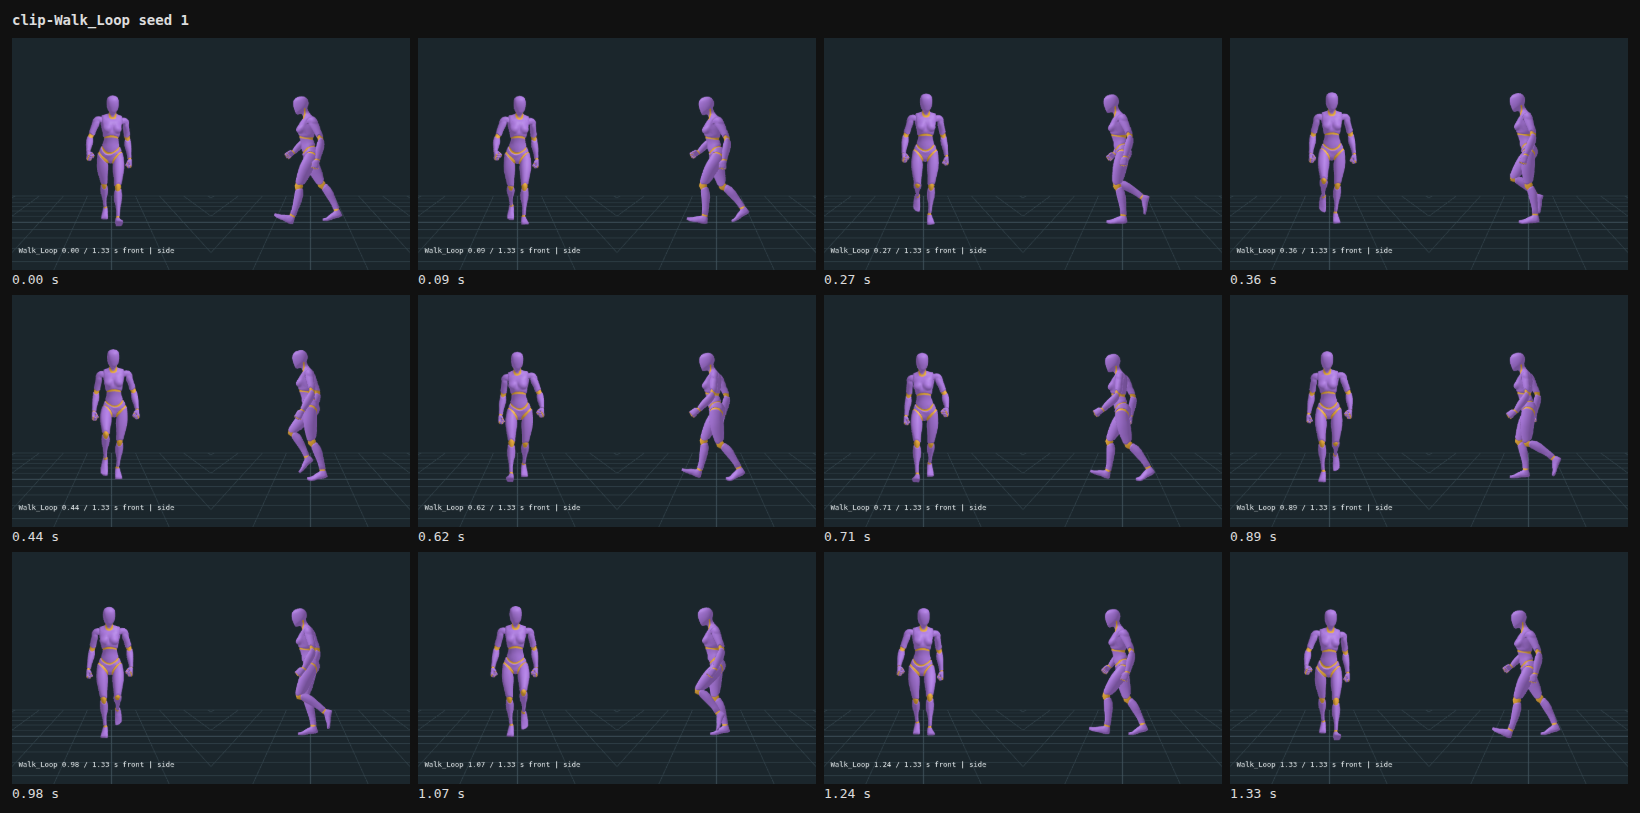 clip-Walk_Loop seed 1
Walk_Loop 0.00 / 1.33 s front | side
Walk_Loop 0.09 / 1.33 s front | side
Walk_Loop 0.27 / 1.33 s front | side
Walk_Loop 0.36 / 1.33 s front | side
0.00 s
0.09 s
0.27 s
0.36 s
Walk_Loop 0.44 / 1.33 s front | side
Walk_Loop 0.62 / 1.33 s front | side
Walk_Loop 0.71 / 1.33 s front | side
Walk_Loop 0.89 / 1.33 s front | side
0.44 s
0.62 s
0.71 s
0.89 s
Walk_Loop 0.98 / 1.33 s front | side
Walk_Loop 1.07 / 1.33 s front | side
Walk_Loop 1.24 / 1.33 s front | side
Walk_Loop 1.33 / 1.33 s front | side
0.98 s
1.07 s
1.24 s
1.33 s